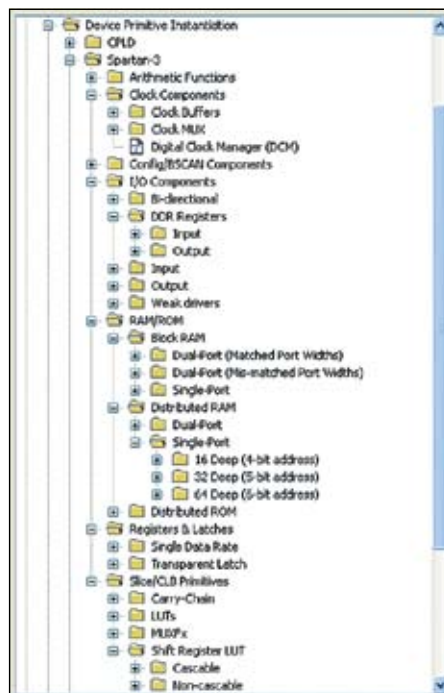 Device Primitive Instantiation
CPLD
Spartan-3
Arithmetic Functions
Clock Components
Clock Buffers
Clock MUX
Digital Clock Manager (DCM)
Config/BSCAN Components
I/O Components
Bi-directional
DDR Registers
Input
Output
Input
Output
Weak drivers
RAM/ROM
Block RAM
Dual-Port (Matched Port Widths)
Dual-Port (Mis-matched Port Widths)
Single-Port
Distributed RAM
Dual-Port
Single-Port
16 Deep (4-bit address)
32 Deep (5-bit address)
64 Deep (6-bit address)
Distributed ROM
Registers & Latches
Single Data Rate
Transparent Latch
Slice/CLB Primitives
Carry-Chain
LUTs
MUXFx
Shift Register LUT
Cascable
Non-cascable